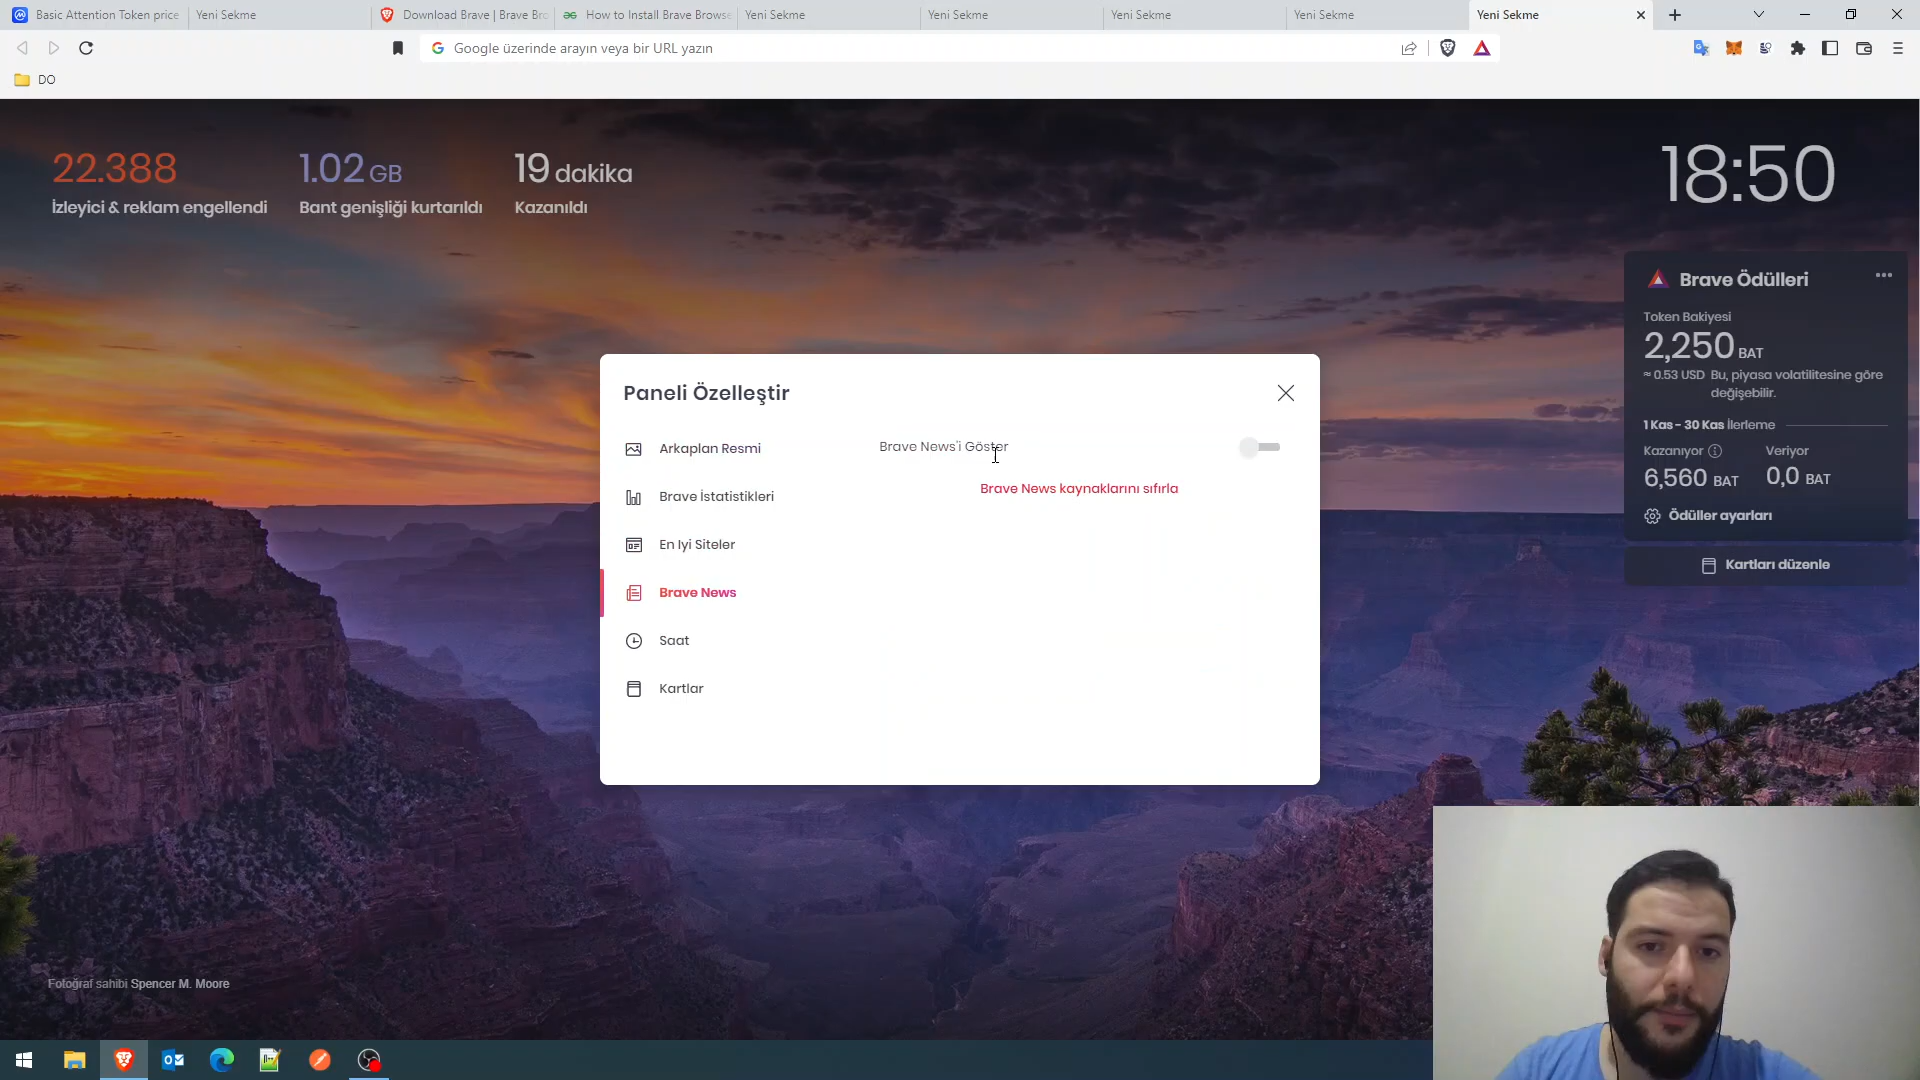 Basic Attention Token price
Yeni Sekme
Download Brave | Brave Bro
How to Install Brave Browse
Yeni Sekme
Yeni Sekme
Yeni Sekme
Yeni Sekme
Yeni Sekme
Google üzerinde arayın veya bir URL yazın
DO
22.388
İzleyici & reklam engellendi
1.02 GB
Bant genişliği kurtarıldı
19 dakika
Kazanıldı
18:50
Brave Ödülleri
Token Bakiyesi
2,250 BAT
≈ 0.53 USD Bu, piyasa volatilitesine göre
değişebilir.
1 Kas - 30 Kas İlerleme
Kazanıyor
Veriyor
6,560 BAT
0,0 BAT
Ödüller ayarları
Kartları düzenle
Paneli Özelleştir
Arkaplan Resmi
Brave İstatistikleri
En Iyi Siteler
Brave News
Saat
Kartlar
Brave News'i Göster
Brave News kaynaklarını sıfırla
Fotoğraf sahibi Spencer M. Moore